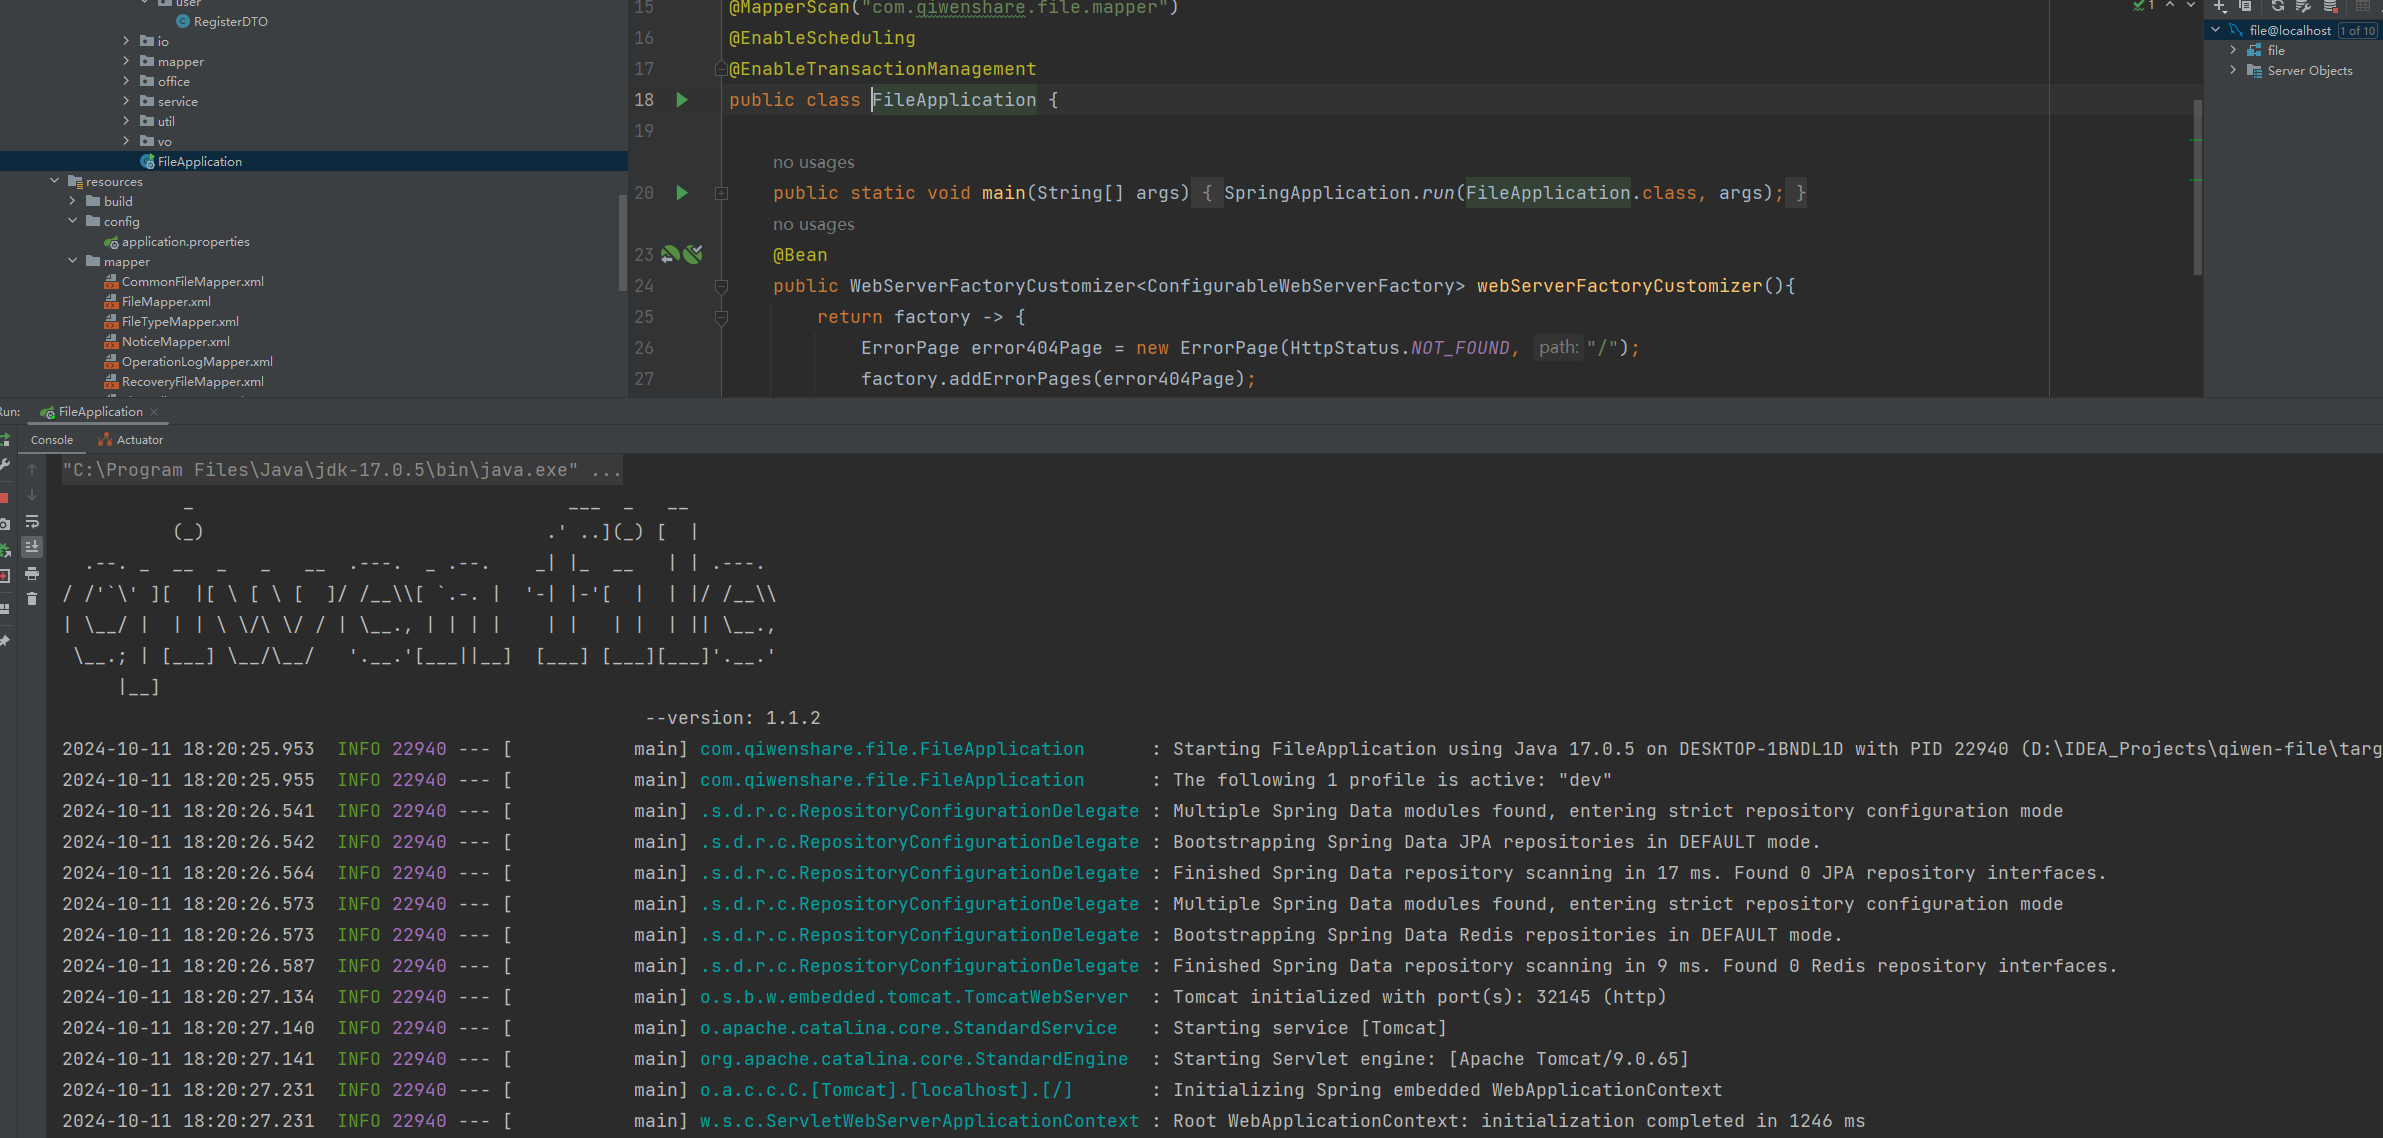 user
RegisterDTO
io
mapper
office
service
util
vo
FileApplication
resources
build
config
application.properties
mapper
CommonFileMapper.xml
FileMapper.xml
FileTypeMapper.xml
NoticeMapper.xml
OperationLogMapper.xml
RecoveryFileMapper.xml
15 @MapperScan("com.qiwenshare.file.mapper")
16 @EnableScheduling
17 @EnableTransactionManagement
18 public class FileApplication {
19
no usages
20 public static void main(String[] args) { SpringApplication.run(FileApplication.class, args); }
no usages
23 @Bean
24 public WebServerFactoryCustomizer<ConfigurableWebServerFactory> webServerFactoryCustomizer(){
25 return factory -> {
26 ErrorPage error404Page = new ErrorPage(HttpStatus.NOT_FOUND, path: "/");
27 factory.addErrorPages(error404Page);
1
file@localhost 1 of 10
file
Server Objects
Run: FileApplication
Console Actuator
"C:\Program Files\Java\jdk-17.0.5\bin\java.exe" ...
           _                                  ___  _   __
          (_)                               .' ..](_) [  |
  .--. _  __  _   _   __  .---.  _ .--.    _| |_  __   | | .---.
/ /'`\' ][  |[ \ [ \ [  ]/ /__\\[ `.-. |  '-| |-'[  |  | |/ /__\\
| \__/ |  | | \ \/\ \/ / | \__., | | | |    | |   | |  | || \__.,
 \__.; | [___] \__/\__/   '.__.'[___||__]  [___] [___][___]'.__.'
     |__]
--version: 1.1.2
2024-10-11 18:20:25.953  INFO 22940 --- [           main] com.qiwenshare.file.FileApplication      : Starting FileApplication using Java 17.0.5 on DESKTOP-1BNDL1D with PID 22940 (D:\IDEA_Projects\qiwen-file\targ
2024-10-11 18:20:25.955  INFO 22940 --- [           main] com.qiwenshare.file.FileApplication      : The following 1 profile is active: "dev"
2024-10-11 18:20:26.541  INFO 22940 --- [           main] .s.d.r.c.RepositoryConfigurationDelegate : Multiple Spring Data modules found, entering strict repository configuration mode
2024-10-11 18:20:26.542  INFO 22940 --- [           main] .s.d.r.c.RepositoryConfigurationDelegate : Bootstrapping Spring Data JPA repositories in DEFAULT mode.
2024-10-11 18:20:26.564  INFO 22940 --- [           main] .s.d.r.c.RepositoryConfigurationDelegate : Finished Spring Data repository scanning in 17 ms. Found 0 JPA repository interfaces.
2024-10-11 18:20:26.573  INFO 22940 --- [           main] .s.d.r.c.RepositoryConfigurationDelegate : Multiple Spring Data modules found, entering strict repository configuration mode
2024-10-11 18:20:26.573  INFO 22940 --- [           main] .s.d.r.c.RepositoryConfigurationDelegate : Bootstrapping Spring Data Redis repositories in DEFAULT mode.
2024-10-11 18:20:26.587  INFO 22940 --- [           main] .s.d.r.c.RepositoryConfigurationDelegate : Finished Spring Data repository scanning in 9 ms. Found 0 Redis repository interfaces.
2024-10-11 18:20:27.134  INFO 22940 --- [           main] o.s.b.w.embedded.tomcat.TomcatWebServer  : Tomcat initialized with port(s): 32145 (http)
2024-10-11 18:20:27.140  INFO 22940 --- [           main] o.apache.catalina.core.StandardService   : Starting service [Tomcat]
2024-10-11 18:20:27.141  INFO 22940 --- [           main] org.apache.catalina.core.StandardEngine  : Starting Servlet engine: [Apache Tomcat/9.0.65]
2024-10-11 18:20:27.231  INFO 22940 --- [           main] o.a.c.c.C.[Tomcat].[localhost].[/]       : Initializing Spring embedded WebApplicationContext
2024-10-11 18:20:27.231  INFO 22940 --- [           main] w.s.c.ServletWebServerApplicationContext : Root WebApplicationContext: initialization completed in 1246 ms